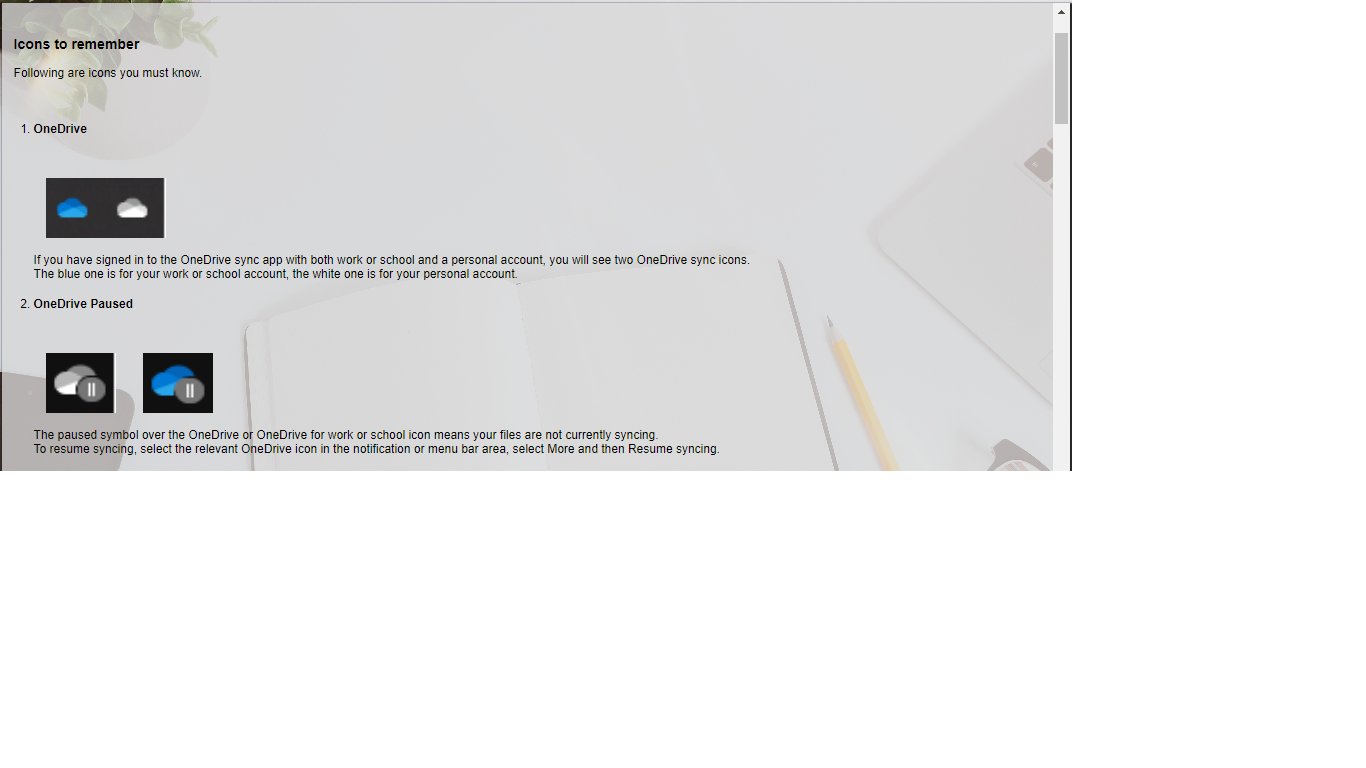 Icons to remember
Following are icons you must know.
1. OneDrive
If you have signed in to the OneDrive sync app with both work or school and a personal account, you will see two OneDrive sync icons.
The blue one is for your work or school account, the white one is for your personal account.
2. OneDrive Paused
The paused symbol over the OneDrive or OneDrive for work or school icon means your files are not currently syncing.
To resume syncing, select the relevant OneDrive icon in the notification or menu bar area, select More and then Resume syncing.